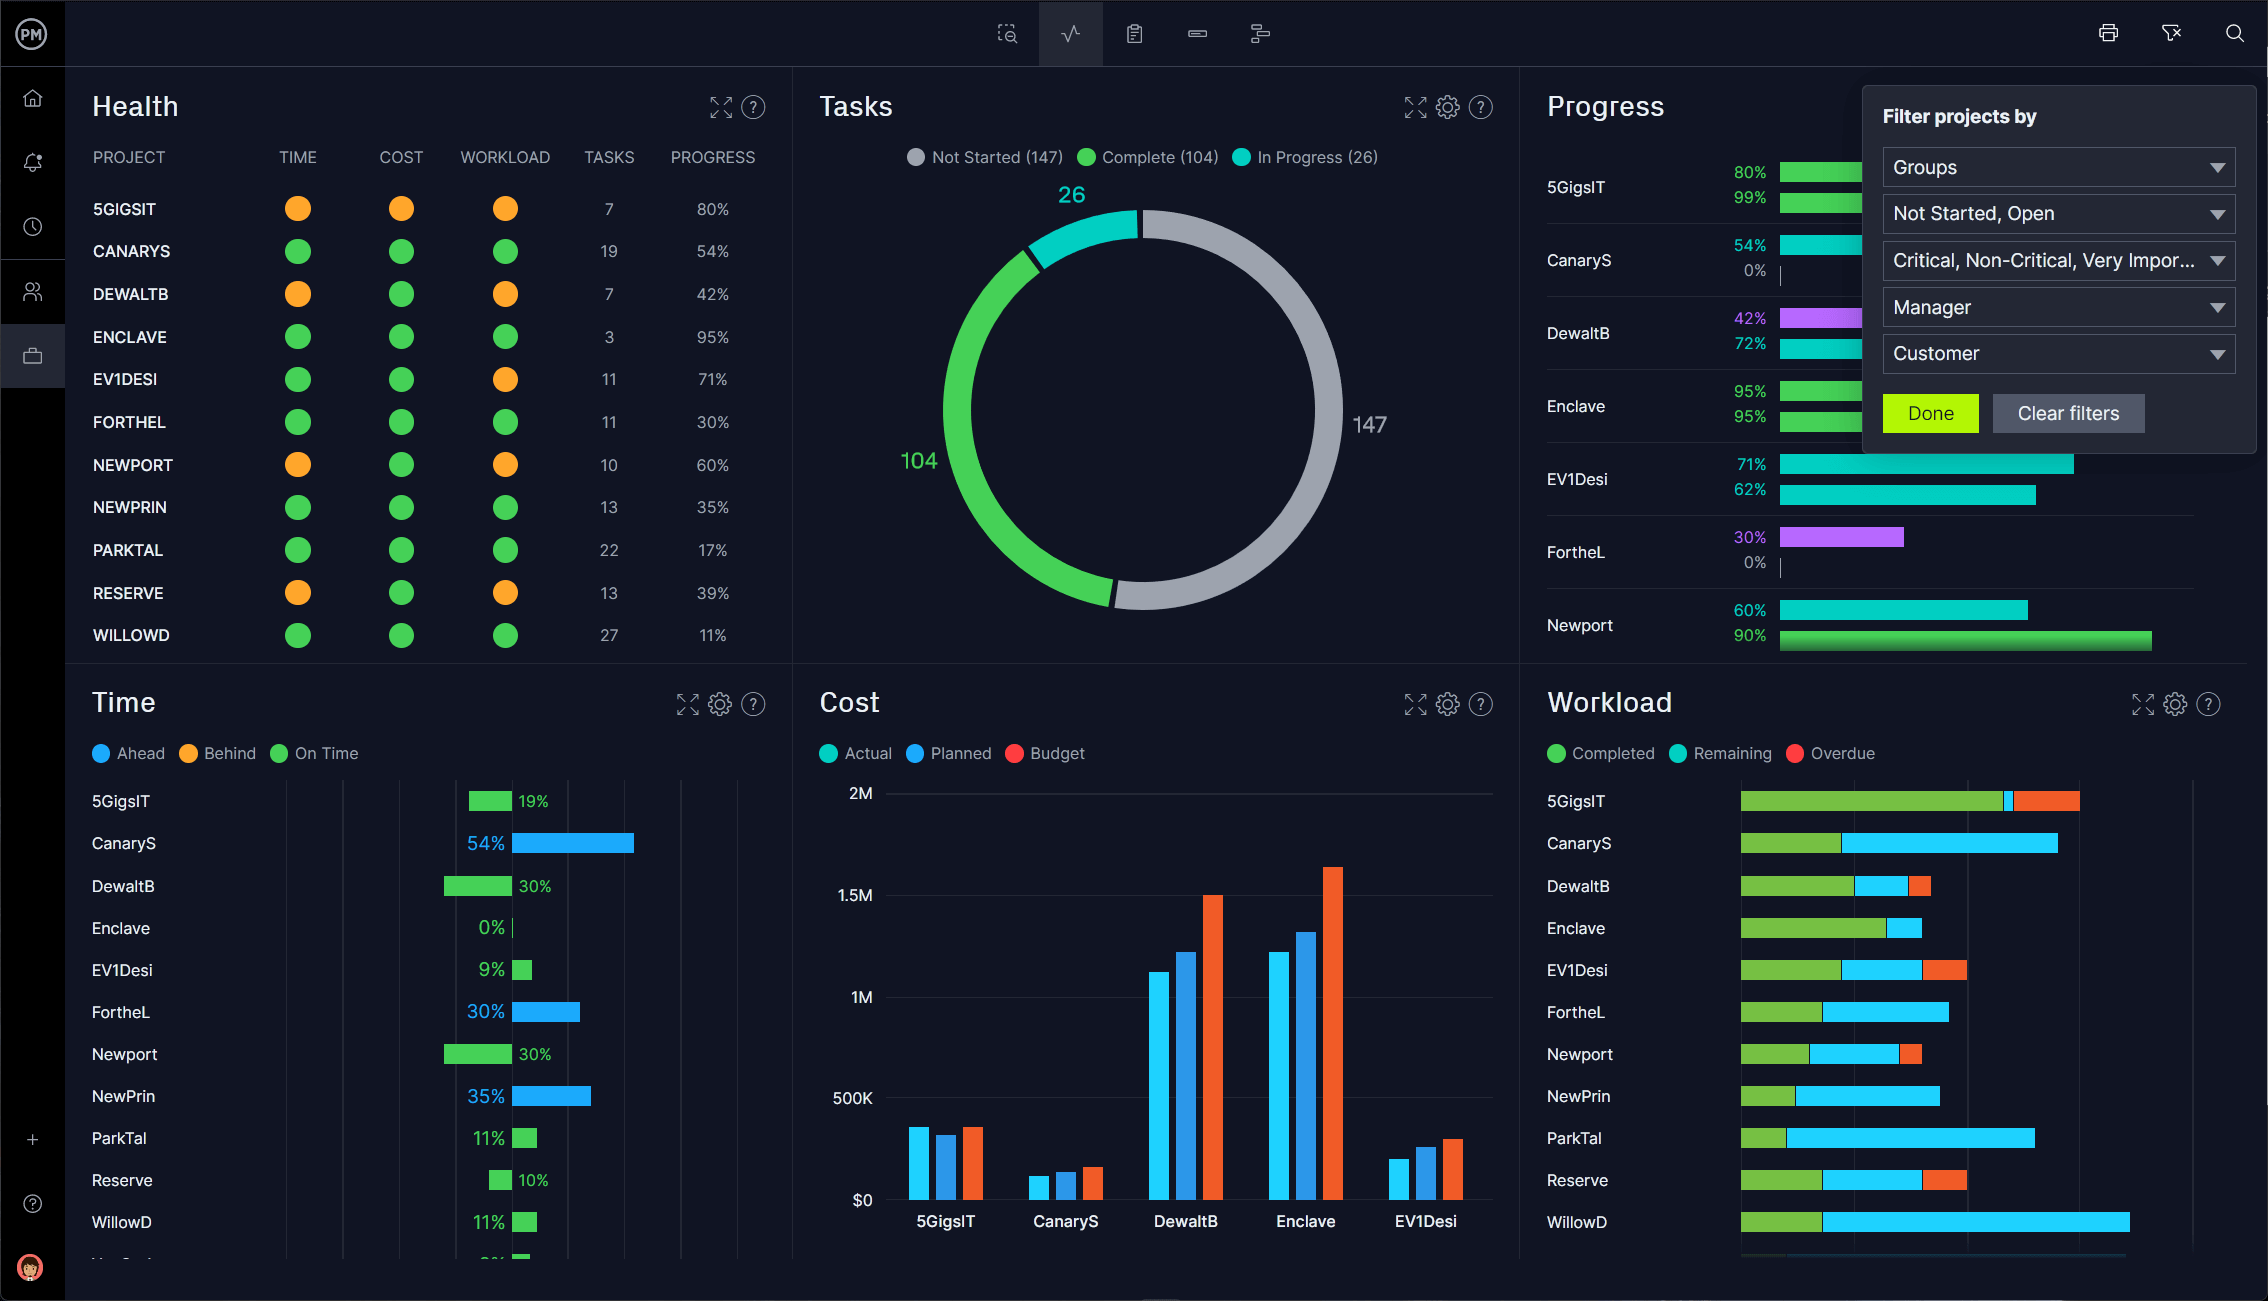 PM
Health
PROJECT TIME COST WORKLOAD TASKS PROGRESS
5GIGSIT 7 80%
CANARYS 19 54%
DEWALTB 7 42%
ENCLAVE 3 95%
EV1DESI 11 71%
FORTHEL 11 30%
NEWPORT 10 60%
NEWPRIN 13 35%
PARKTAL 22 17%
RESERVE 13 39%
WILLOWD 27 11%
Tasks
Not Started (147) Complete (104) In Progress (26)
26
147
104
Progress
5GigsIT 80%
99%
CanaryS 54%
0%
DewaltB 42%
72%
Enclave 95%
95%
EV1Desi 71%
62%
FortheL 30%
0%
Newport 60%
90%
Filter projects by
Groups
Not Started, Open
Critical, Non-Critical, Very Impor...
Manager
Customer
Done Clear filters
Time
Ahead Behind On Time
5GigsIT 19%
CanaryS 54%
DewaltB 30%
Enclave 0%
EV1Desi 9%
FortheL 30%
Newport 30%
NewPrin 35%
ParkTal 11%
Reserve 10%
WillowD 11%
Cost
Actual Planned Budget
2M
1.5M
1M
500K
$0
5GigsIT CanaryS DewaltB Enclave EV1Desi
Workload
Completed Remaining Overdue
5GigsIT
CanaryS
DewaltB
Enclave
EV1Desi
FortheL
Newport
NewPrin
ParkTal
Reserve
WillowD